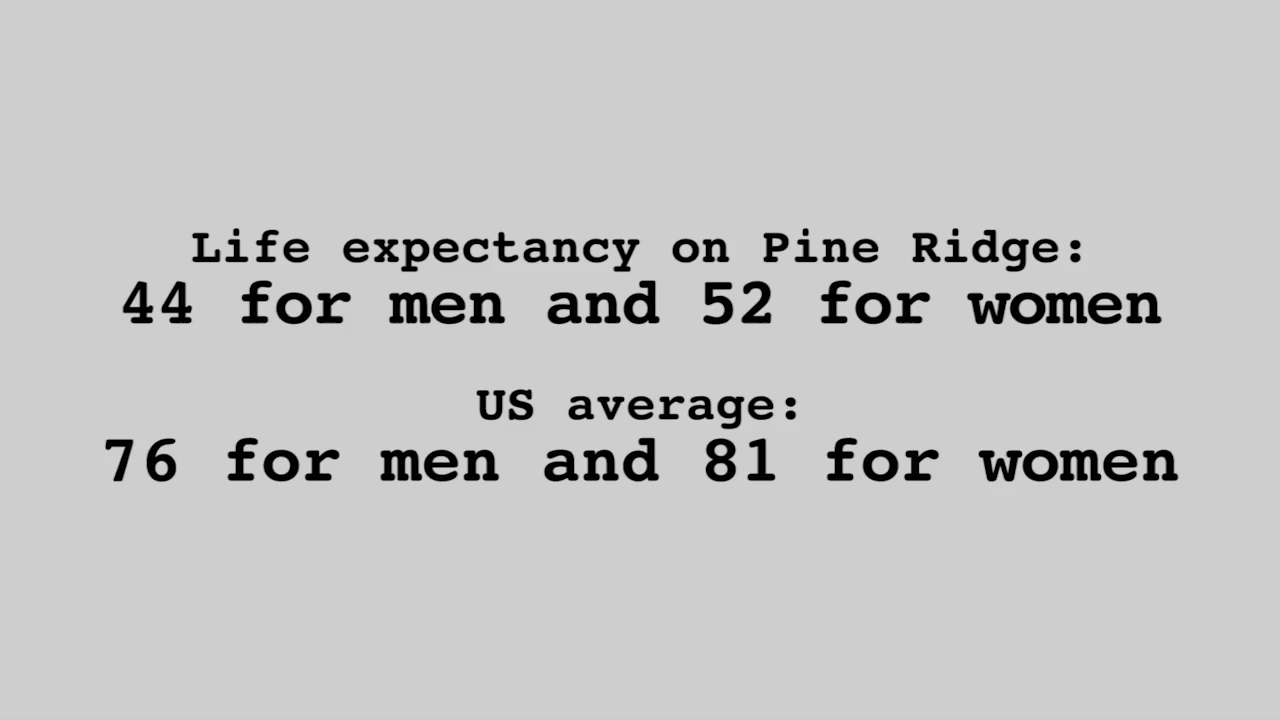 Life expectancy on Pine Ridge:
44 for men and 52 for women
US average:
76 for men and 81 for women